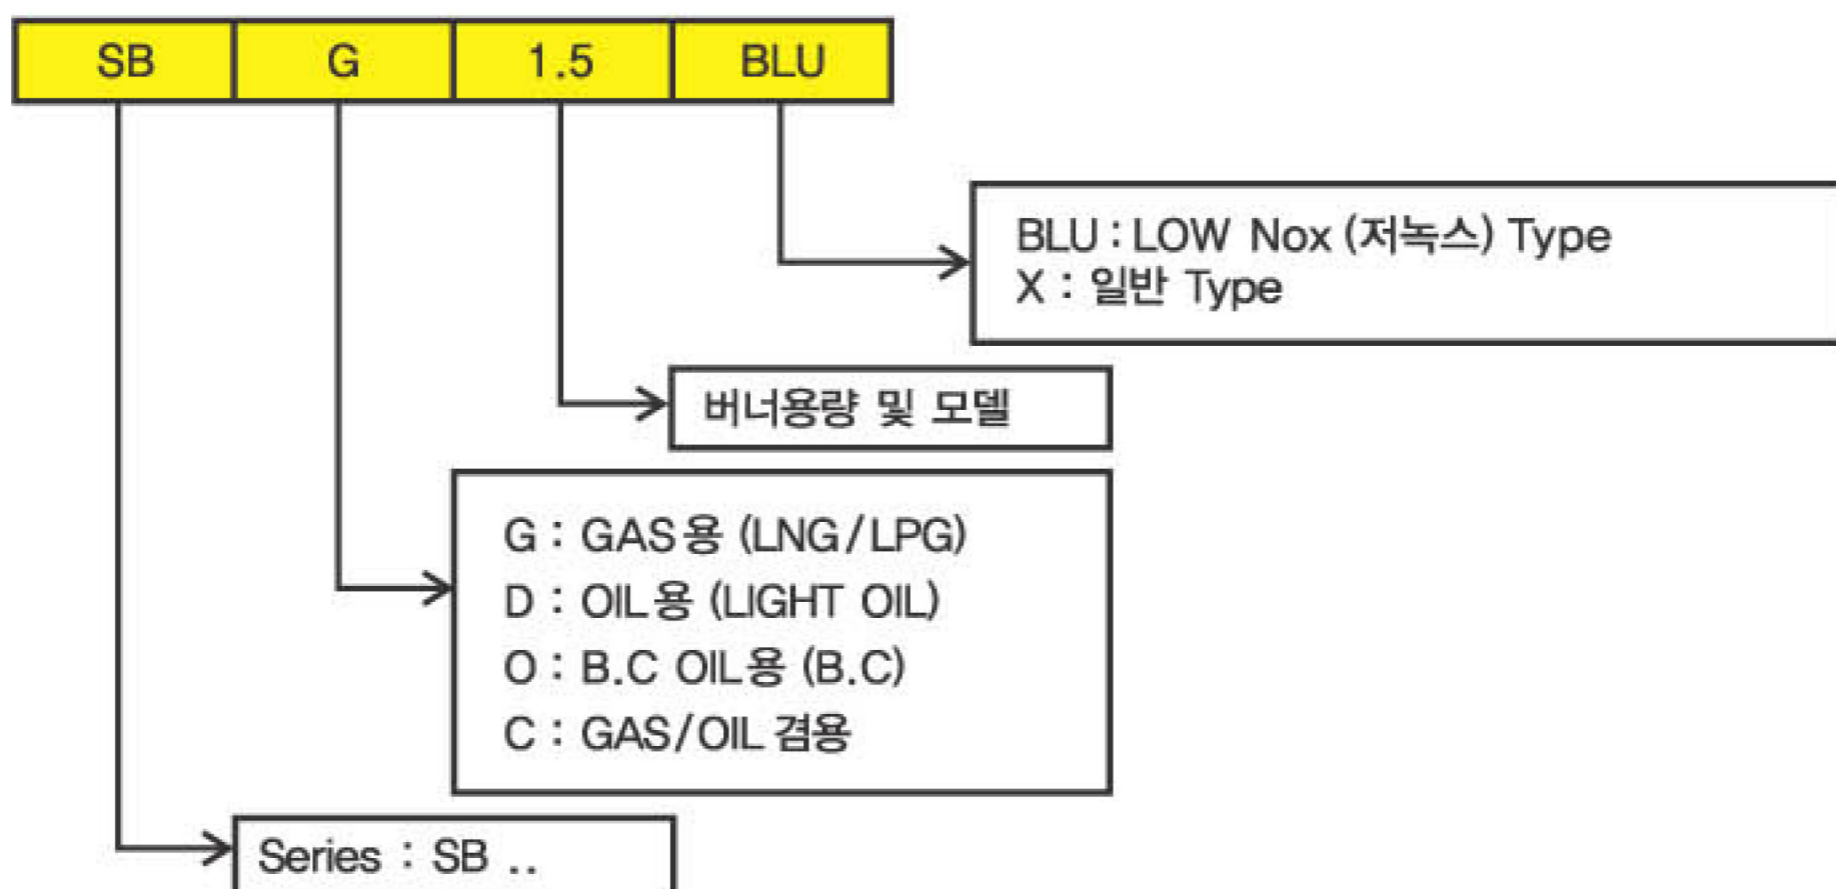 SB G 1.5 BLU
BLU : LOW Nox (저녹스) Type
X : 일반 Type
버너용량 및 모델
G : GAS용 (LNG/LPG)
D : OIL용 (LIGHT OIL)
O : B.C OIL용 (B.C)
C : GAS/OIL 겸용
Series : SB ..